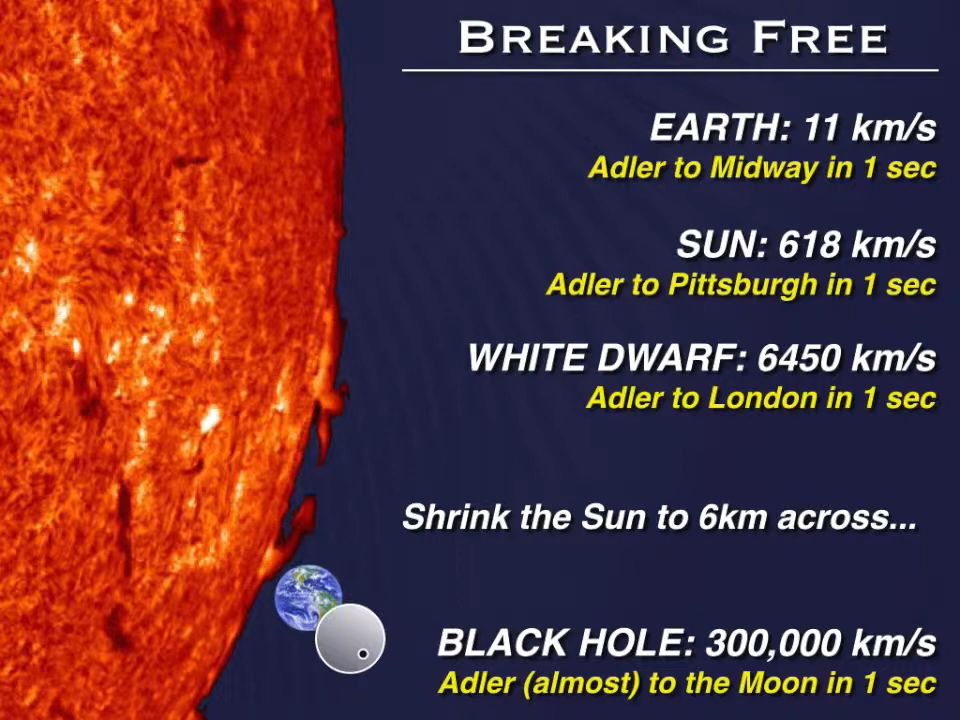 BREAKING FREE
EARTH: 11 km/s
Adler to Midway in 1 sec
SUN: 618 km/s
Adler to Pittsburgh in 1 sec
WHITE DWARF: 6450 km/s
Adler to London in 1 sec
Shrink the Sun to 6km across...
BLACK HOLE: 300,000 km/s
Adler (almost) to the Moon in 1 sec